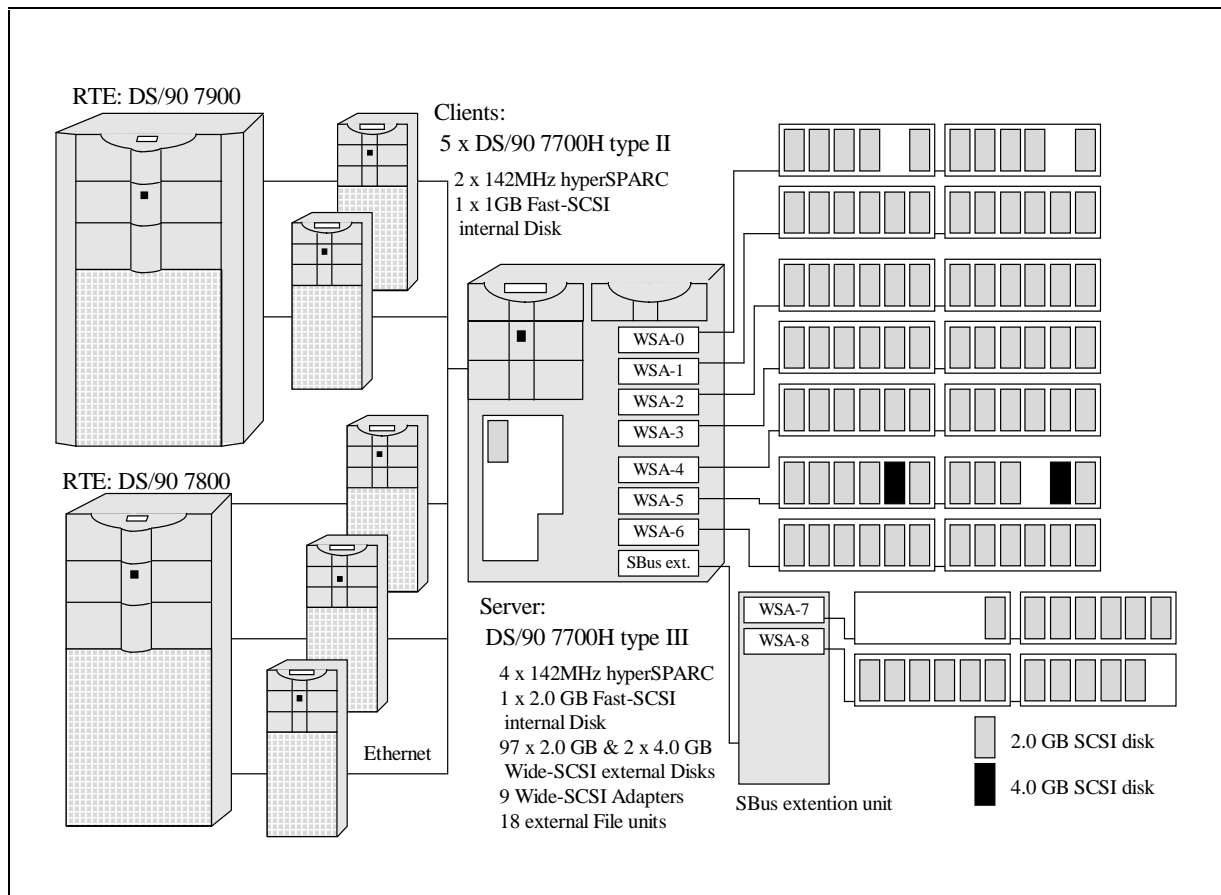 RTE: DS/90 7900
Clients:
5 x DS/90 7700H type II
2 x 142MHz hyperSPARC
1 x 1GB Fast-SCSI
internal Disk
WSA-0
WSA-1
WSA-2
WSA-3
WSA-4
WSA-5
WSA-6
SBus ext.
RTE: DS/90 7800
Ethernet
Server:
DS/90 7700H type III
4 x 142MHz hyperSPARC
1 x 2.0 GB Fast-SCSI
internal Disk
97 x 2.0 GB & 2 x 4.0 GB
Wide-SCSI external Disks
9 Wide-SCSI Adapters
18 external File units
WSA-7
WSA-8
SBus extention unit
2.0 GB SCSI disk
4.0 GB SCSI disk